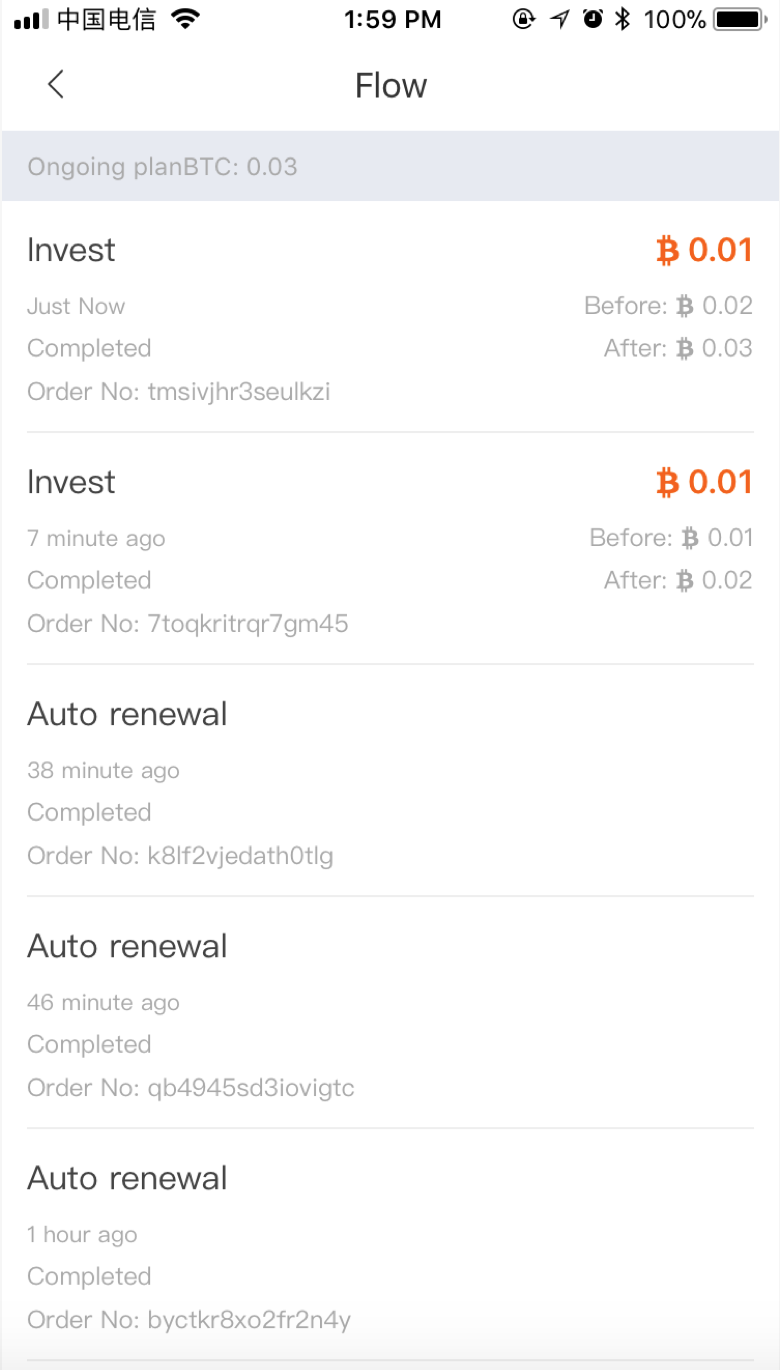 中国电信 1:59 PM 100%
Flow
Ongoing planBTC: 0.03
Invest ₿ 0.01
Just Now Before: ₿ 0.02
Completed After: ₿ 0.03
Order No: tmsivjhr3seulkzi
Invest ₿ 0.01
7 minute ago Before: ₿ 0.01
Completed After: ₿ 0.02
Order No: 7toqkritrqr7gm45
Auto renewal
38 minute ago
Completed
Order No: k8lf2vjedath0tlg
Auto renewal
46 minute ago
Completed
Order No: qb4945sd3iovigtc
Auto renewal
1 hour ago
Completed
Order No: byctkr8xo2fr2n4y